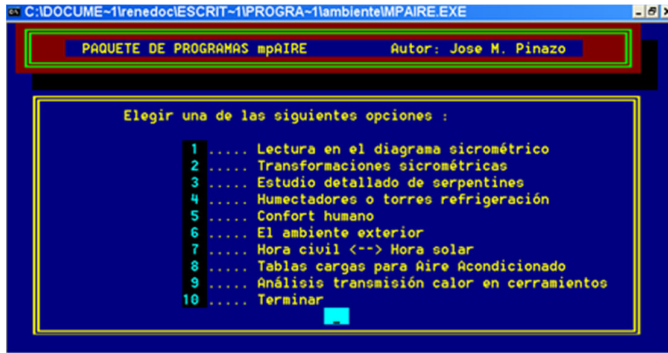 C:\DOCUME~1\renedoc\ESCRIT~1\PROGRA~1\ambiente\MPAIRE.EXE
PAQUETE DE PROGRAMAS mpAIRE Autor: Jose M. Pinazo
Elegir una de las siguientes opciones :
1 ..... Lectura en el diagrama sicrométrico
2 ..... Transformaciones sicrométricas
3 ..... Estudio detallado de serpentines
4 ..... Humectadores o torres refrigeración
5 ..... Confort humano
6 ..... El ambiente exterior
7 ..... Hora civil <--> Hora solar
8 ..... Tablas cargas para Aire Acondicionado
9 ..... Análisis transmisión calor en cerramientos
10 ..... Terminar